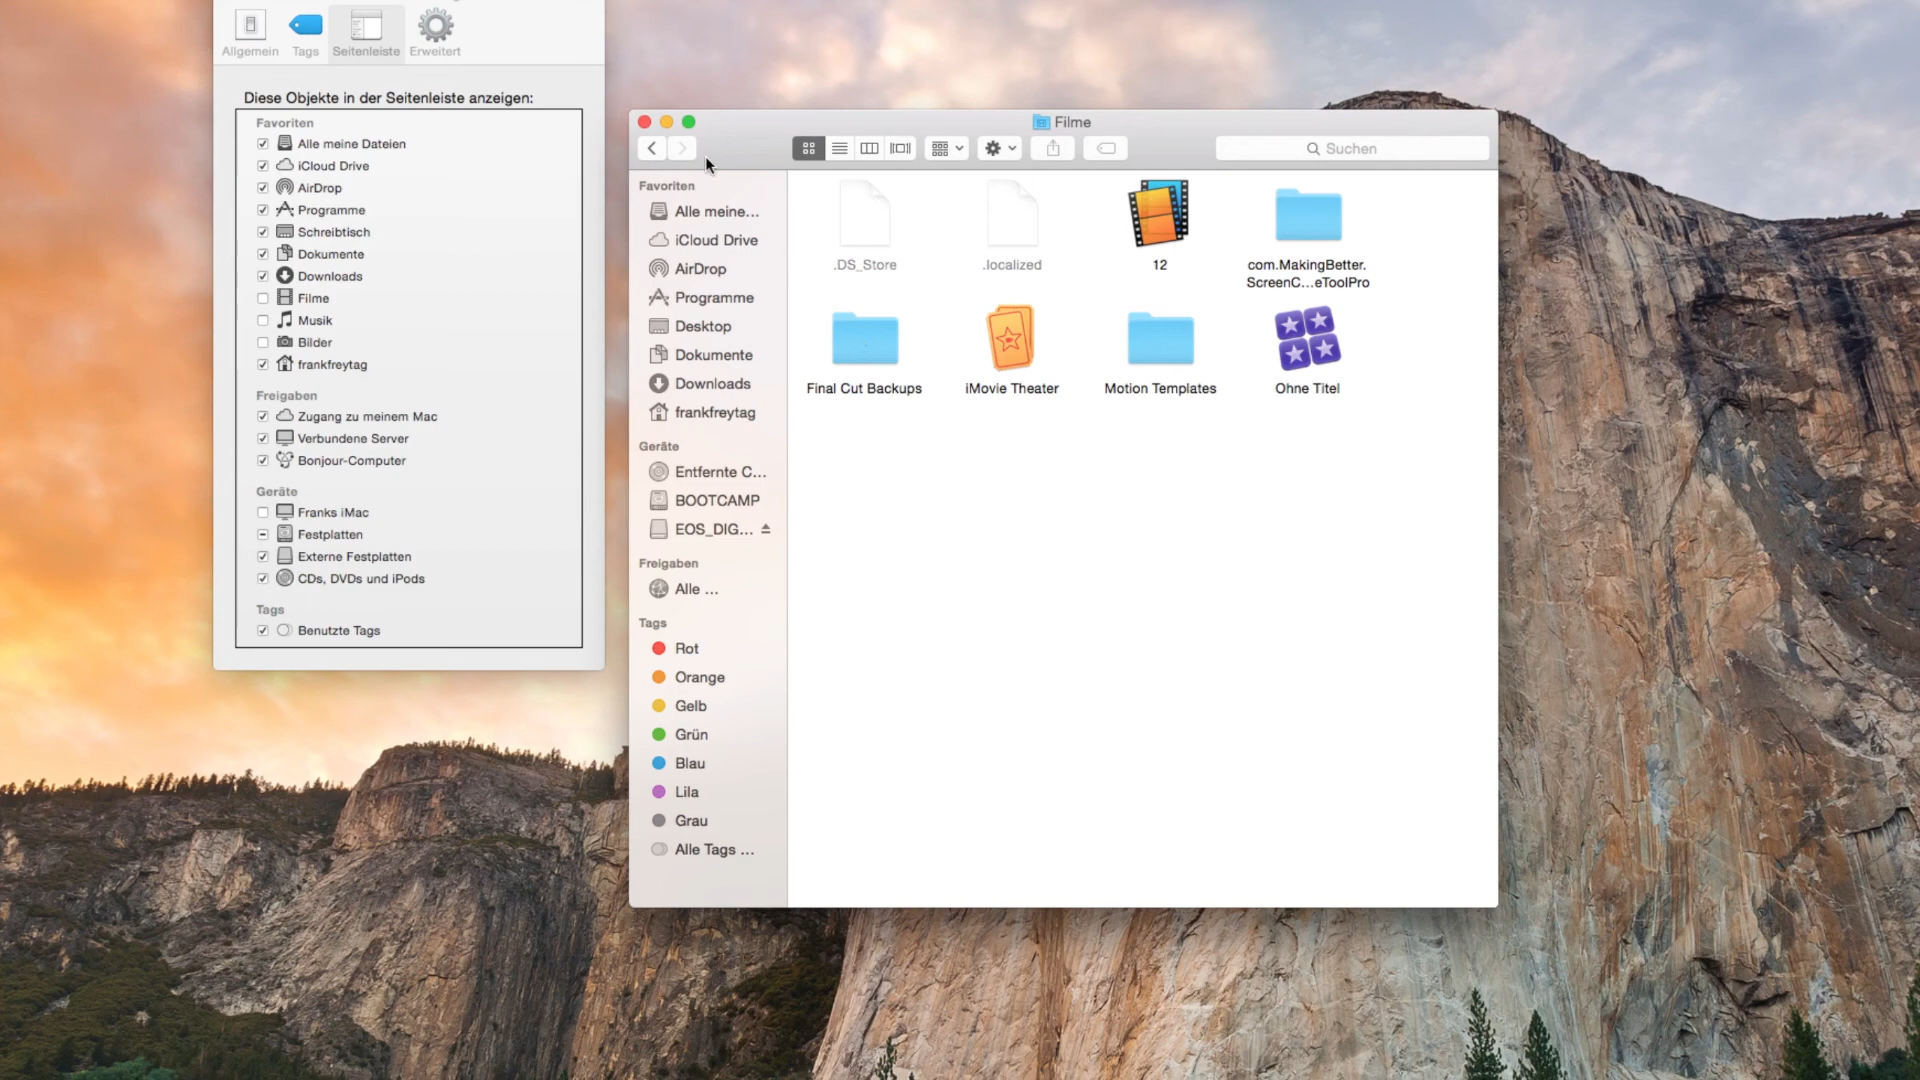 Allgemein
Tags
Seitenleiste
Erweitert
Diese Objekte in der Seitenleiste anzeigen:
Favoriten
Alle meine Dateien
iCloud Drive
AirDrop
Programme
Schreibtisch
Dokumente
Downloads
Filme
Musik
Bilder
frankfreytag
Freigaben
Zugang zu meinem Mac
Verbundene Server
Bonjour-Computer
Geräte
Franks iMac
Festplatten
Externe Festplatten
CDs, DVDs und iPods
Tags
Benutzte Tags
Filme
Suchen
Favoriten
Alle meine...
iCloud Drive
AirDrop
Programme
Desktop
Dokumente
Downloads
frankfreytag
Geräte
Entfernte C...
BOOTCAMP
EOS_DIG...
Freigaben
Alle ...
Tags
Rot
Orange
Gelb
Grün
Blau
Lila
Grau
Alle Tags ...
.DS_Store
.localized
12
com.MakingBetter.
ScreenC...eToolPro
Final Cut Backups
iMovie Theater
Motion Templates
Ohne Titel